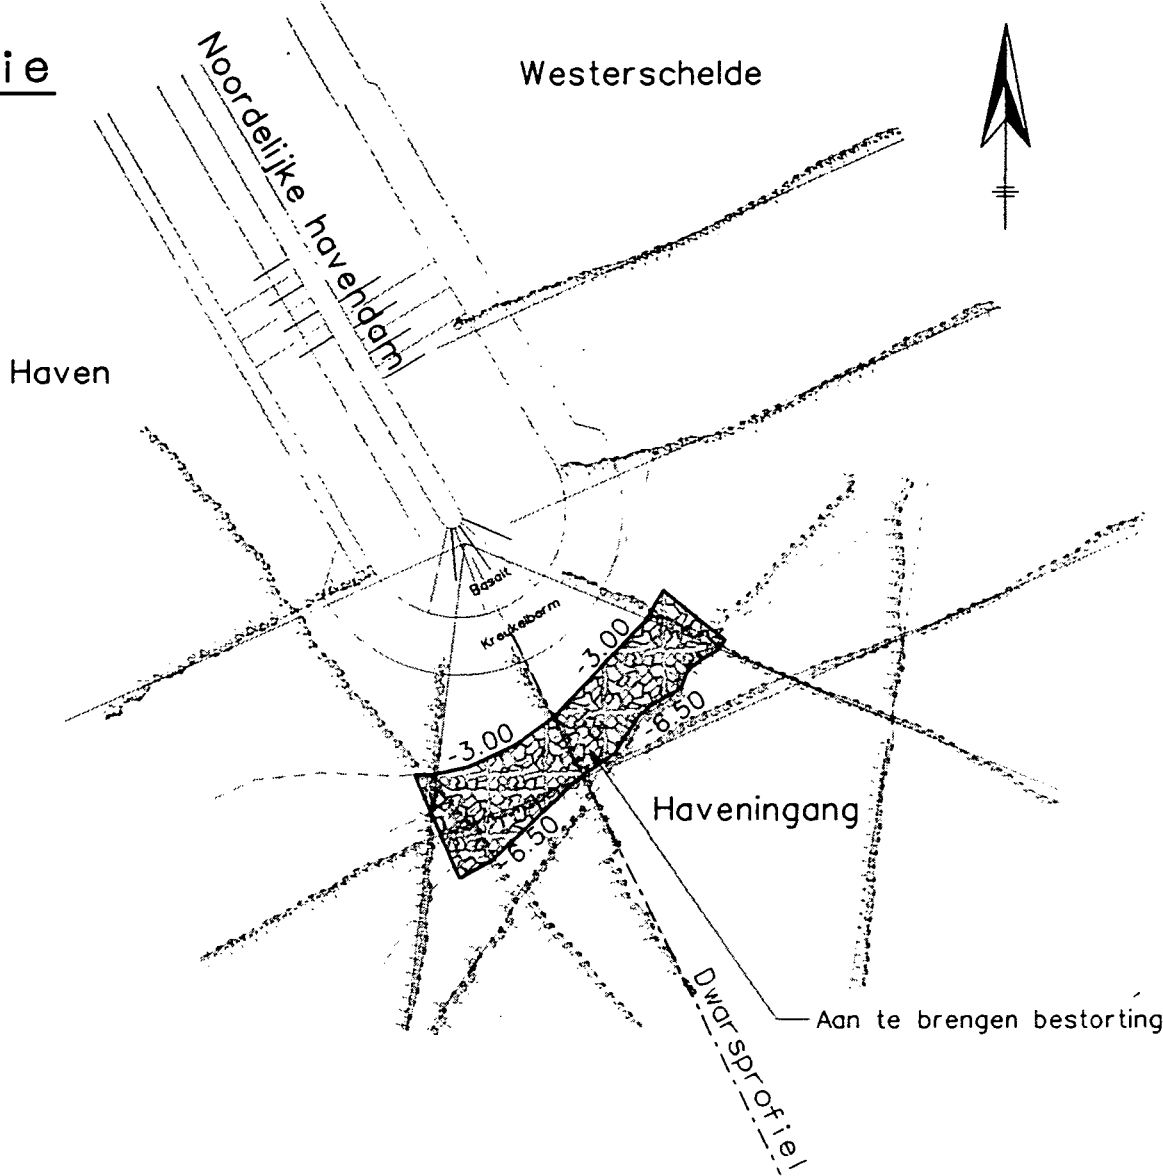 ie
Westerschelde
Noordelijke havendam
Haven
Basalt
Kreukelberm
-3.00
-3.00
-6.50
-6.50
Haveningang
Aan te brengen bestorting
Dwarsprofiel